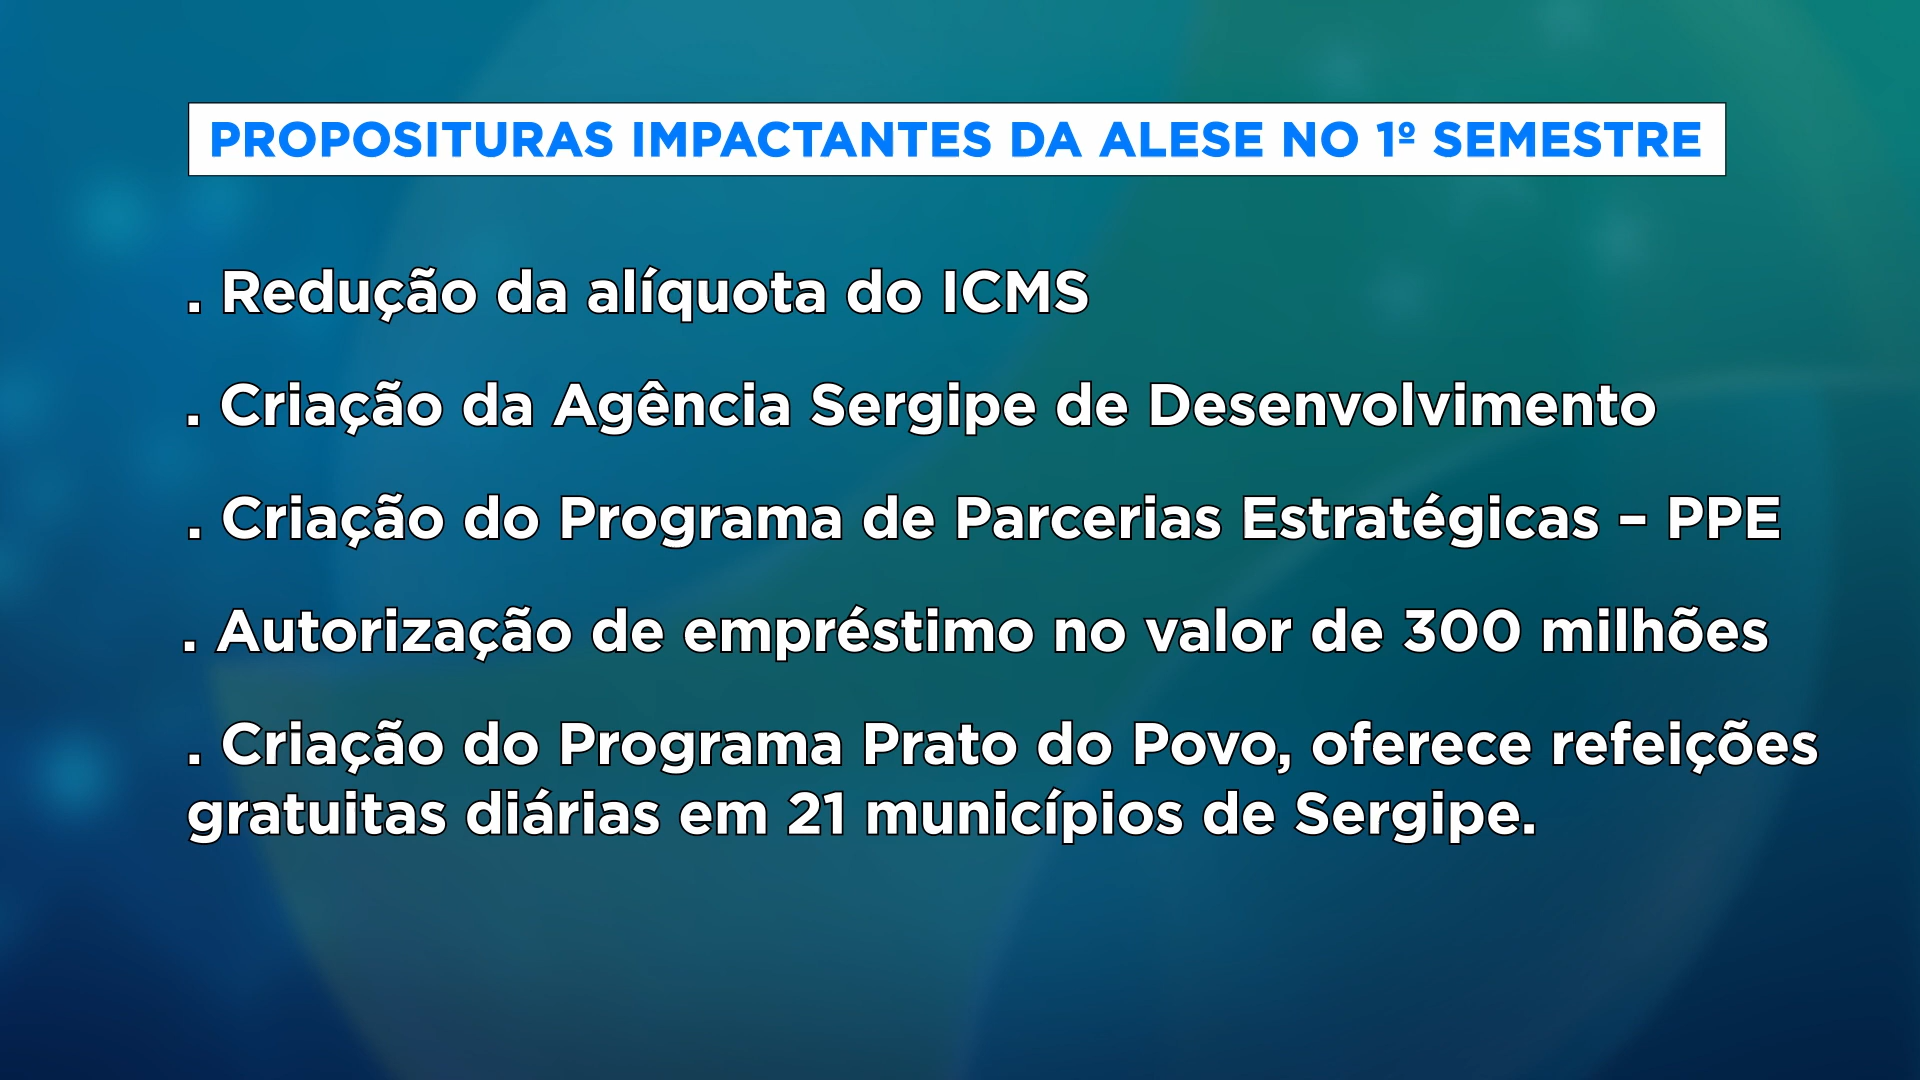 PROPOSITURAS IMPACTANTES DA ALESE NO 1º SEMESTRE
. Redução da alíquota do ICMS
. Criação da Agência Sergipe de Desenvolvimento
. Criação do Programa de Parcerias Estratégicas – PPE
. Autorização de empréstimo no valor de 300 milhões
. Criação do Programa Prato do Povo, oferece refeições
gratuitas diárias em 21 municípios de Sergipe.